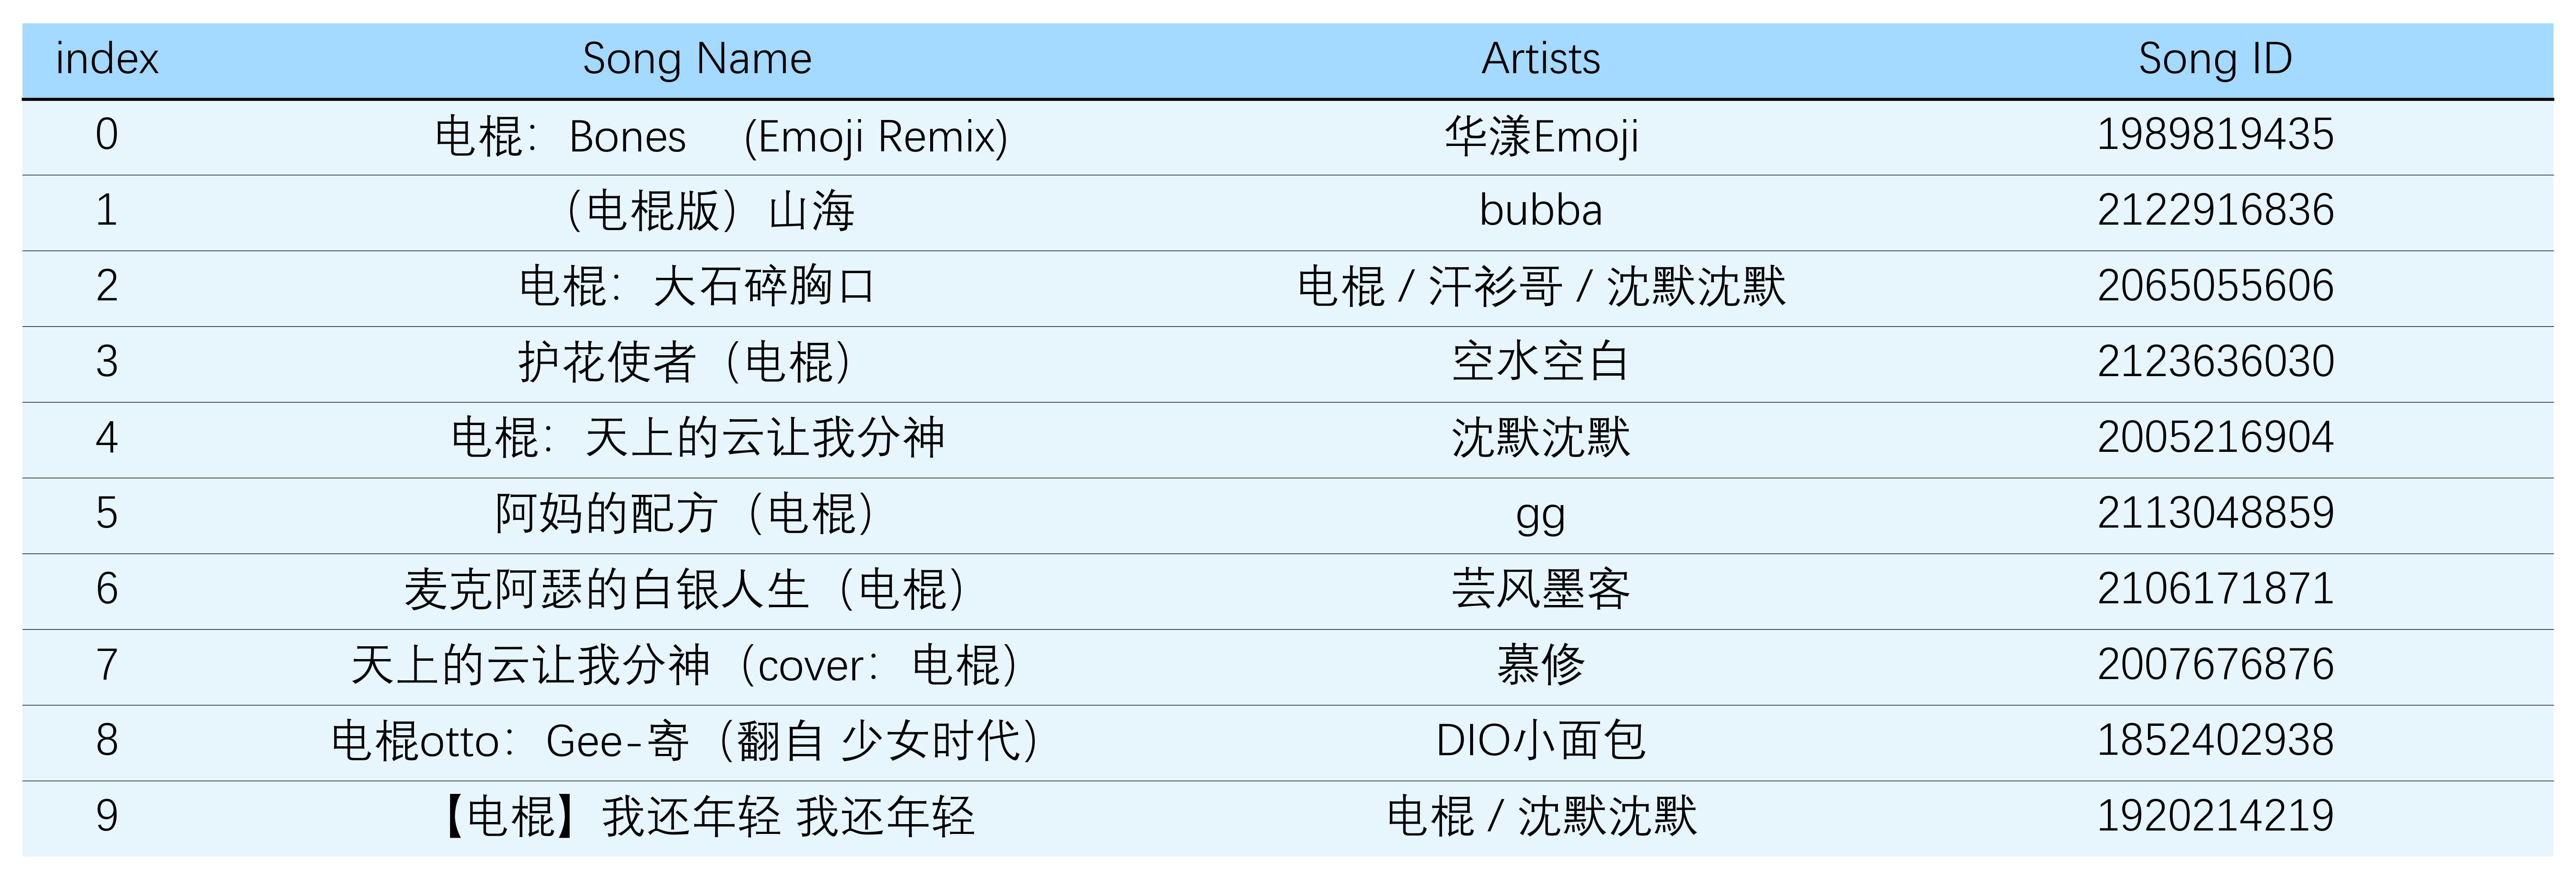 index Song Name Artists Song ID
0 电棍：Bones （Emoji Remix) 华漾Emoji 1989819435
1 （电棍版）山海 bubba 2122916836
2 电棍：大石碎胸口 电棍 / 汗衫哥 / 沈默沈默 2065055606
3 护花使者（电棍） 空水空白 2123636030
4 电棍：天上的云让我分神 沈默沈默 2005216904
5 阿妈的配方（电棍） gg 2113048859
6 麦克阿瑟的白银人生（电棍） 芸风墨客 2106171871
7 天上的云让我分神（cover：电棍） 慕修 2007676876
8 电棍otto：Gee-寄（翻自 少女时代） DIO小面包 1852402938
9 【电棍】我还年轻 我还年轻 电棍 / 沈默沈默 1920214219